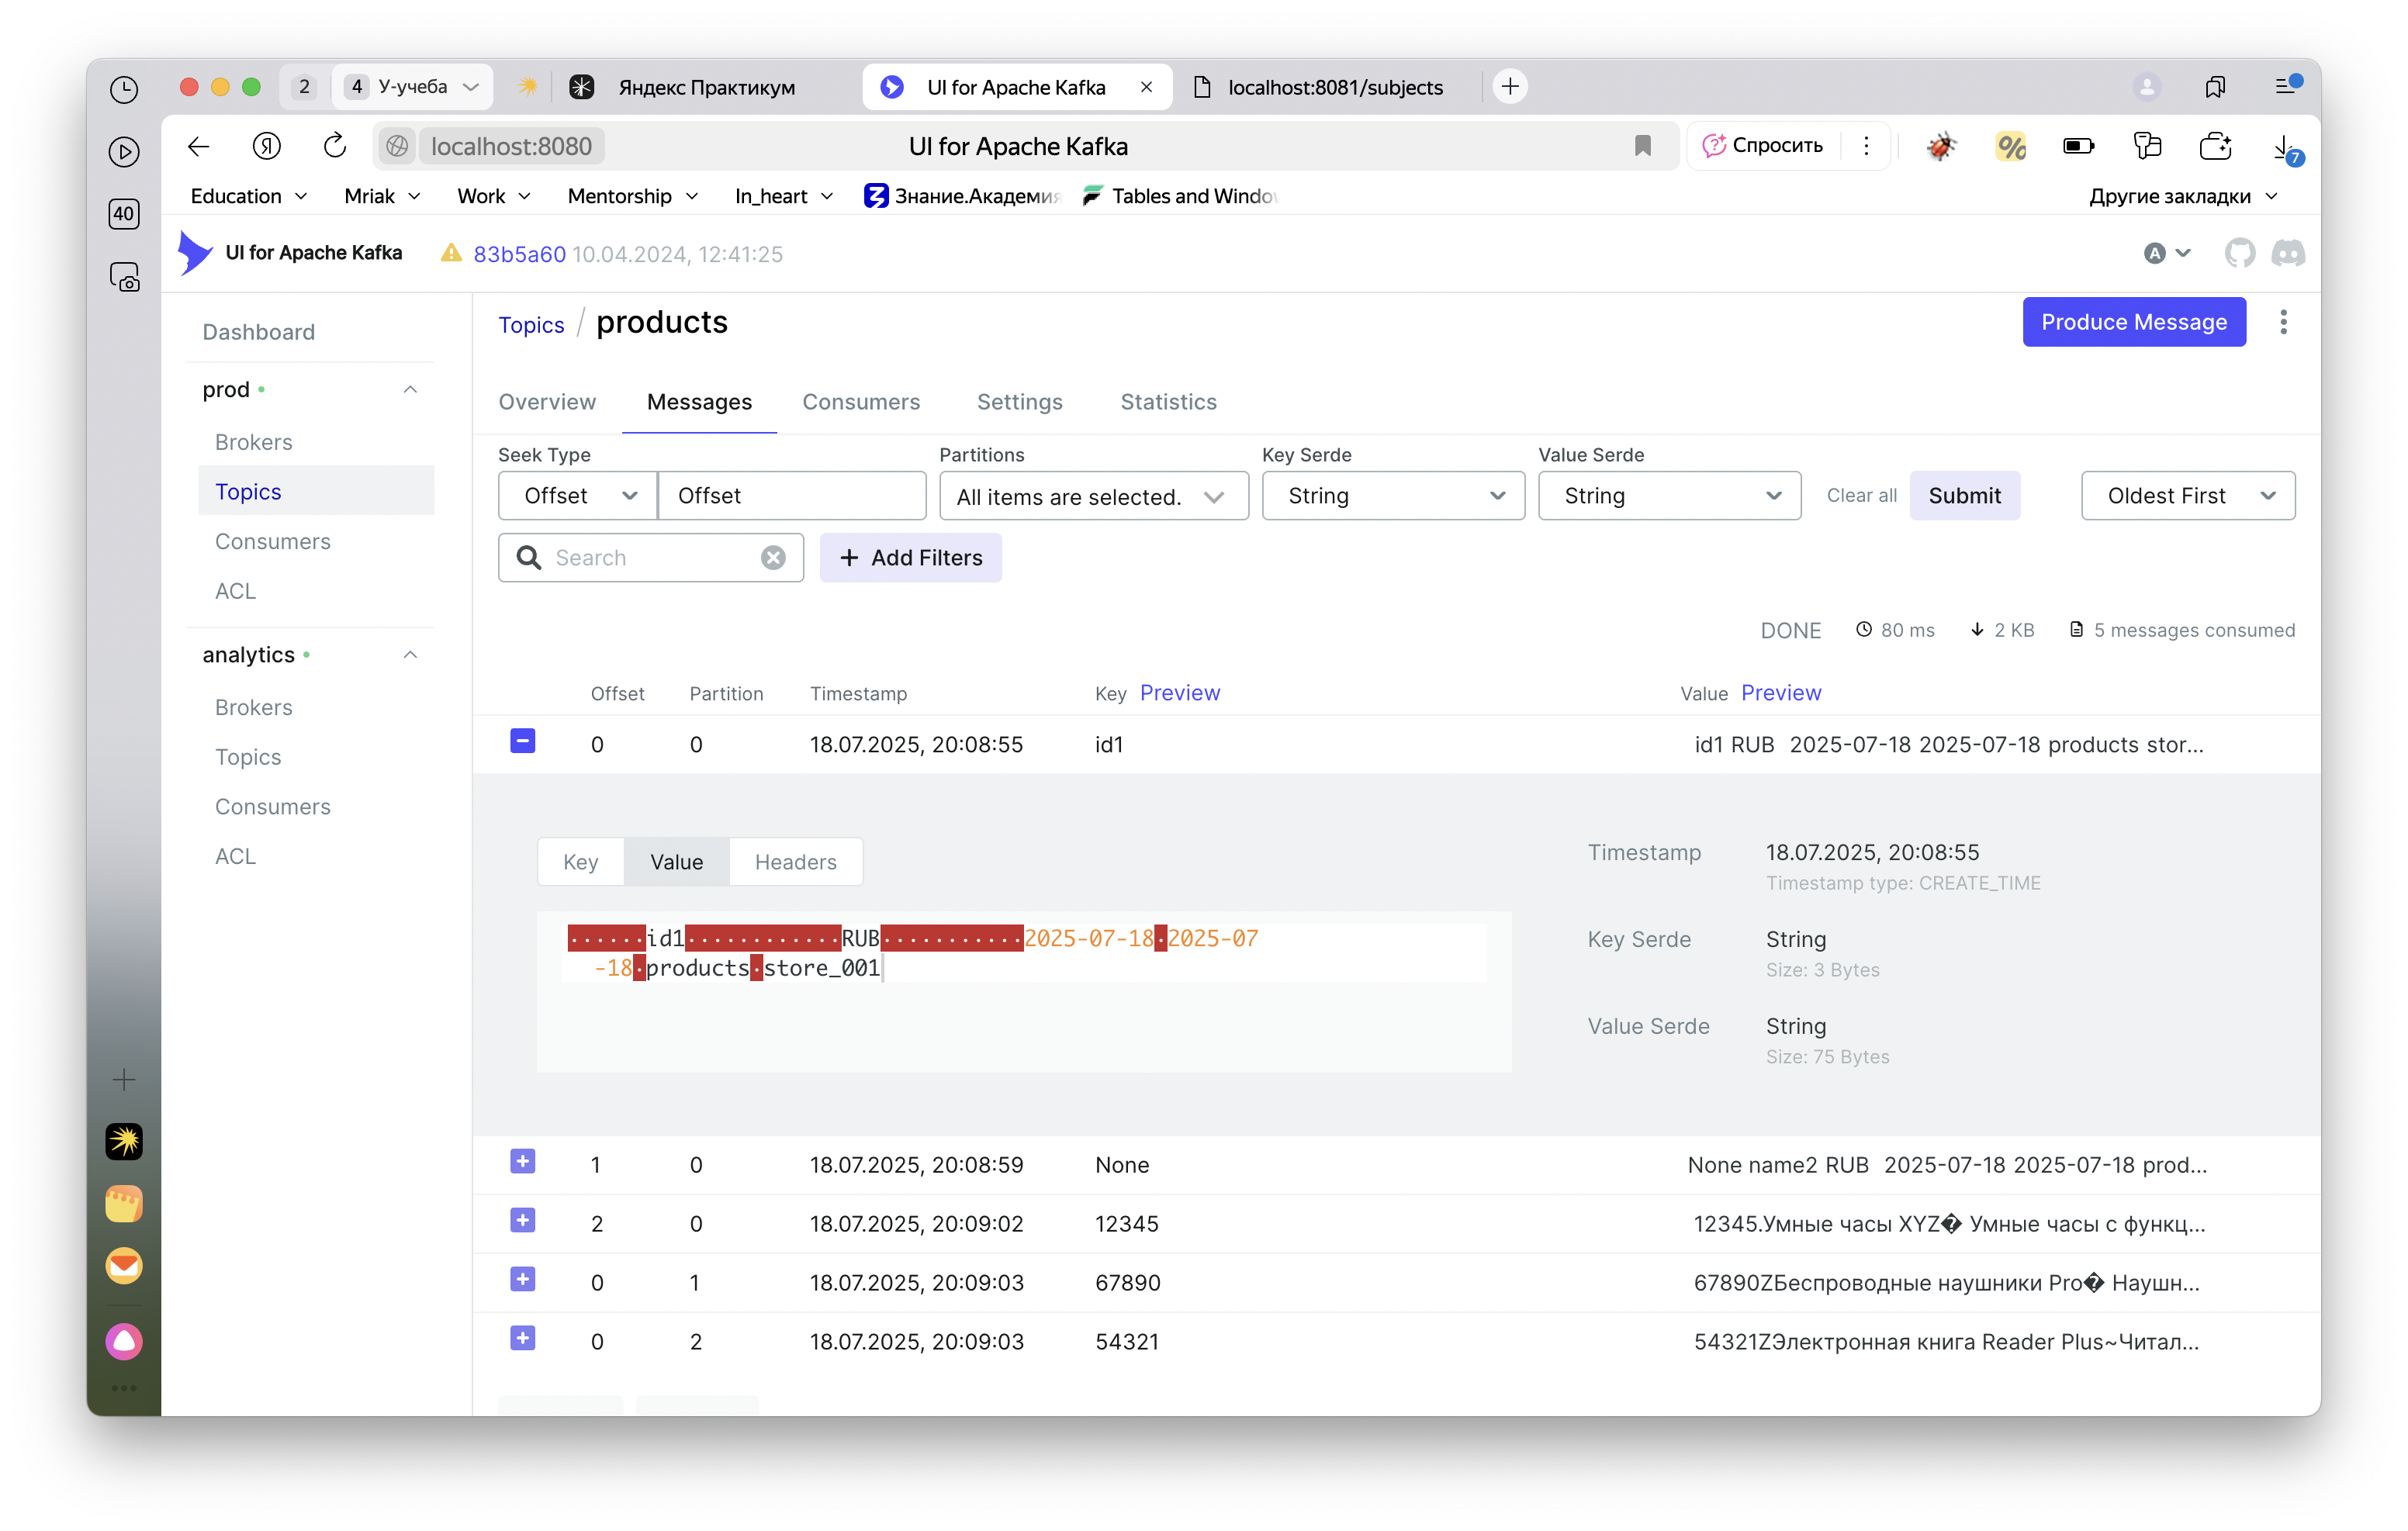 2
4 У-учеба
Яндекс Практикум
UI for Apache Kafka
localhost:8081/subjects
localhost:8080
UI for Apache Kafka
Спросить
7
40
Education
Mriak
Work
Mentorship
In_heart
Знание.Академия
Tables and Windo
Другие закладки
UI for Apache Kafka
83b5a60 10.04.2024, 12:41:25
A
Dashboard
prod
Brokers
Topics
Consumers
ACL
analytics
Brokers
Topics
Consumers
ACL
Topics / products
Produce Message
Overview
Messages
Consumers
Settings
Statistics
Seek Type
Partitions
Key Serde
Value Serde
Offset
Offset
All items are selected.
String
String
Clear all
Submit
Oldest First
Search
Add Filters
DONE
80 ms
2 KB
5 messages consumed
Offset Partition Timestamp Key Preview Value Preview
0 0 18.07.2025, 20:08:55 id1 id1 RUB 2025-07-18 2025-07-18 products stor...
Key Value Headers
······id1············RUB···········2025-07-18·2025-07
-18·products·store_001
Timestamp 18.07.2025, 20:08:55
Timestamp type: CREATE_TIME
Key Serde String
Size: 3 Bytes
Value Serde String
Size: 75 Bytes
1 0 18.07.2025, 20:08:59 None None name2 RUB 2025-07-18 2025-07-18 prod...
2 0 18.07.2025, 20:09:02 12345 12345.Умные часы XYZ� Умные часы с функц...
0 1 18.07.2025, 20:09:03 67890 67890ZБеспроводные наушники Pro� Наушн...
0 2 18.07.2025, 20:09:03 54321 54321ZЭлектронная книга Reader Plus~Читал...